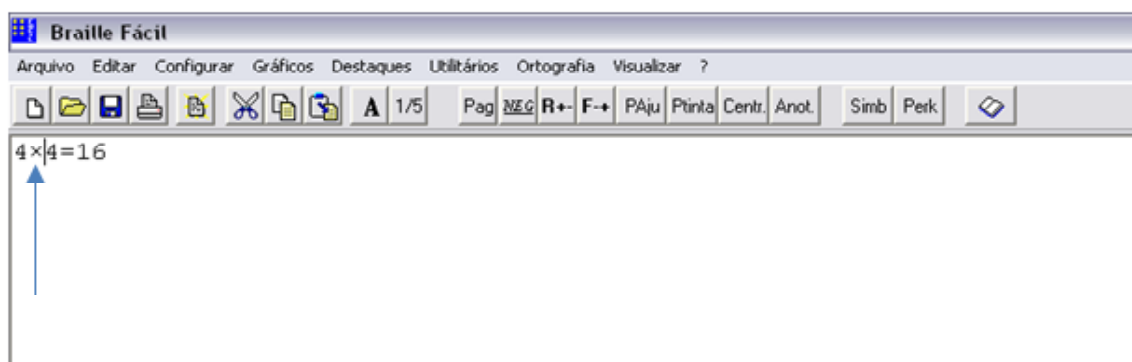 Braille Fácil
Arquivo Editar Configurar Gráficos Destaques Utilitários Ortografia Visualizar ?
A 1/5 Pag NEG R+- F-+ PAju Ptinta Centr. Anot. Simb Perk
4×4=16